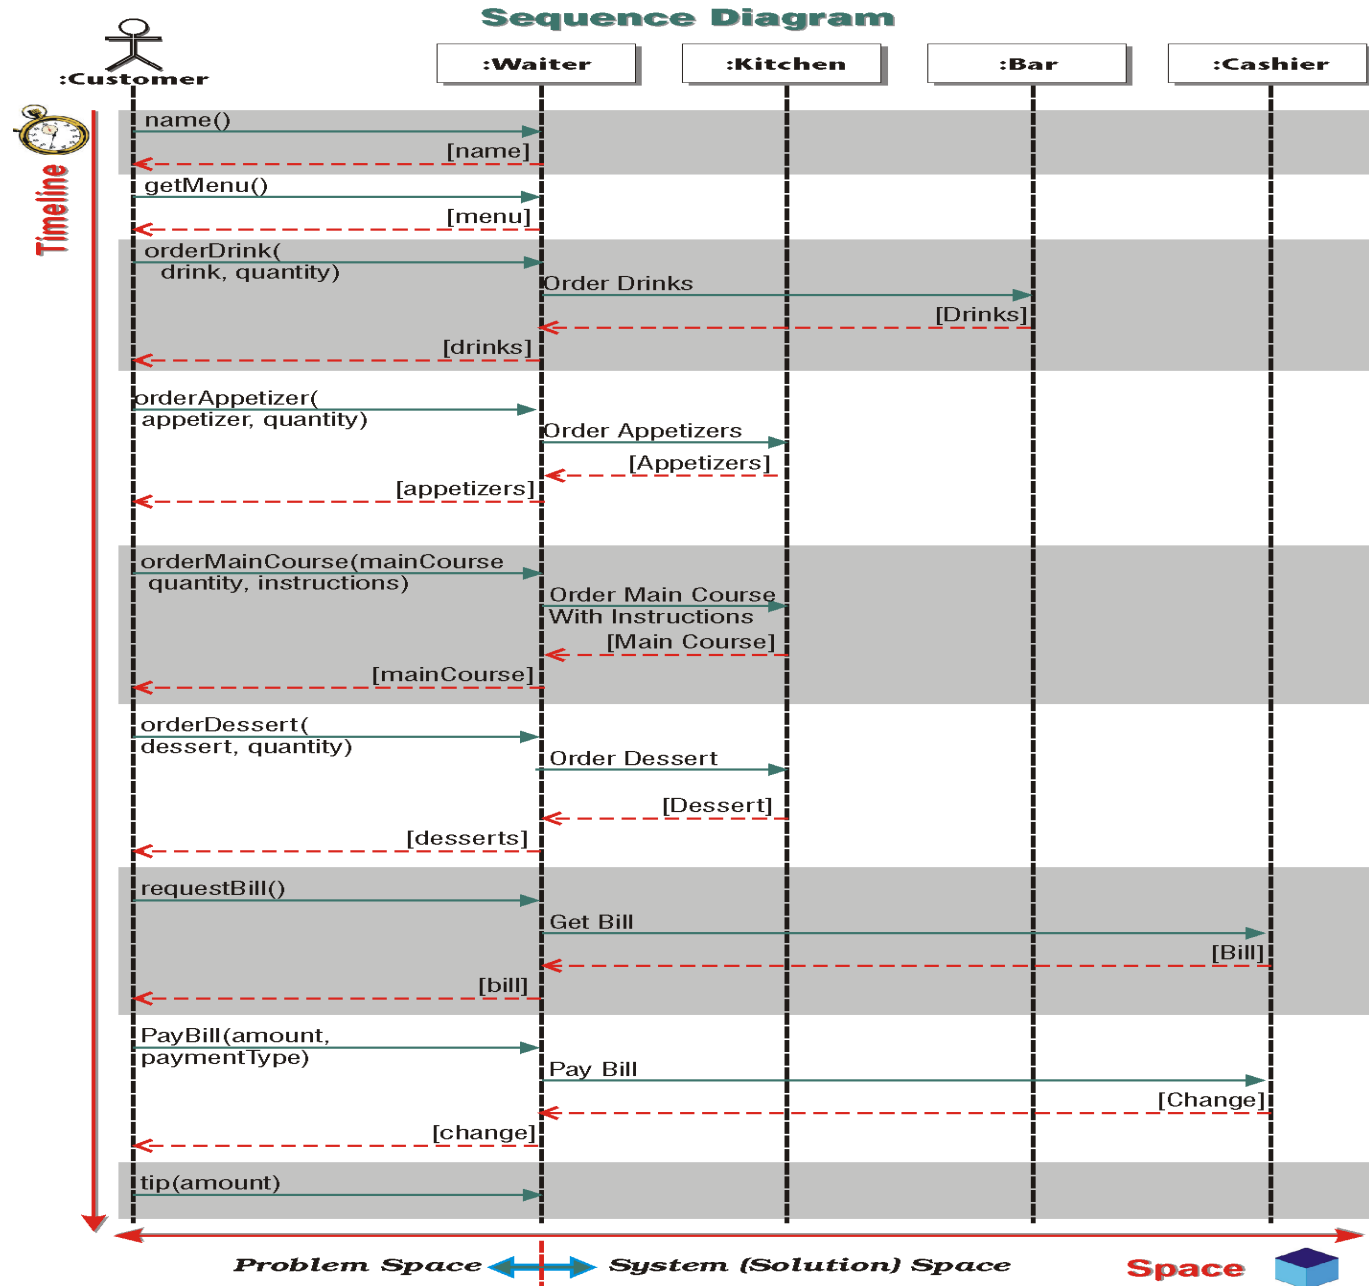 Sequence Diagram
:Customer
:Waiter
:Kitchen
:Bar
:Cashier
Timeline
name()
[name]
getMenu()
[menu]
orderDrink(
drink, quantity)
Order Drinks
[Drinks]
[drinks]
orderAppetizer(
appetizer, quantity)
Order Appetizers
[Appetizers]
[appetizers]
orderMainCourse(mainCourse
quantity, instructions)
Order Main Course
With Instructions
[Main Course]
[mainCourse]
orderDessert(
dessert, quantity)
Order Dessert
[Dessert]
[desserts]
requestBill()
Get Bill
[Bill]
[bill]
PayBill(amount,
paymentType)
Pay Bill
[Change]
[change]
tip(amount)
Problem Space
System (Solution) Space
Space